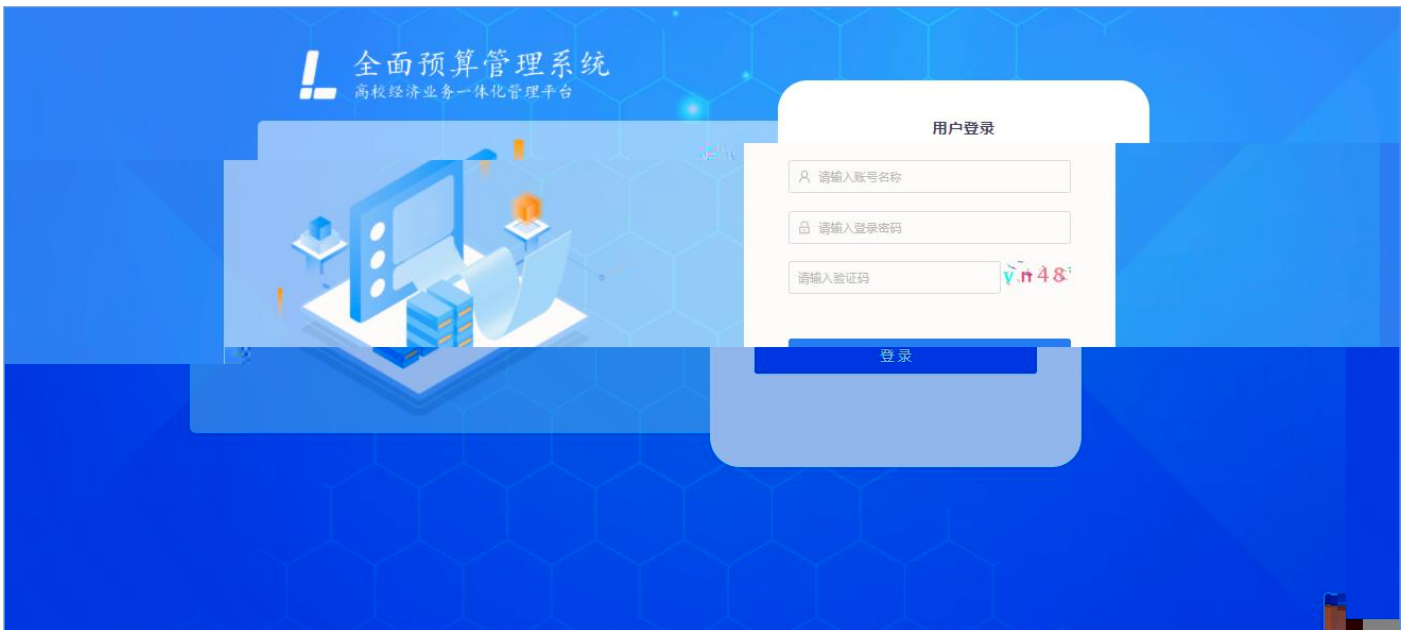 全面预算管理系统
高校经济业务一体化管理平台
用户登录
请输入账号名称
请输入登录密码
请输入验证码
登录